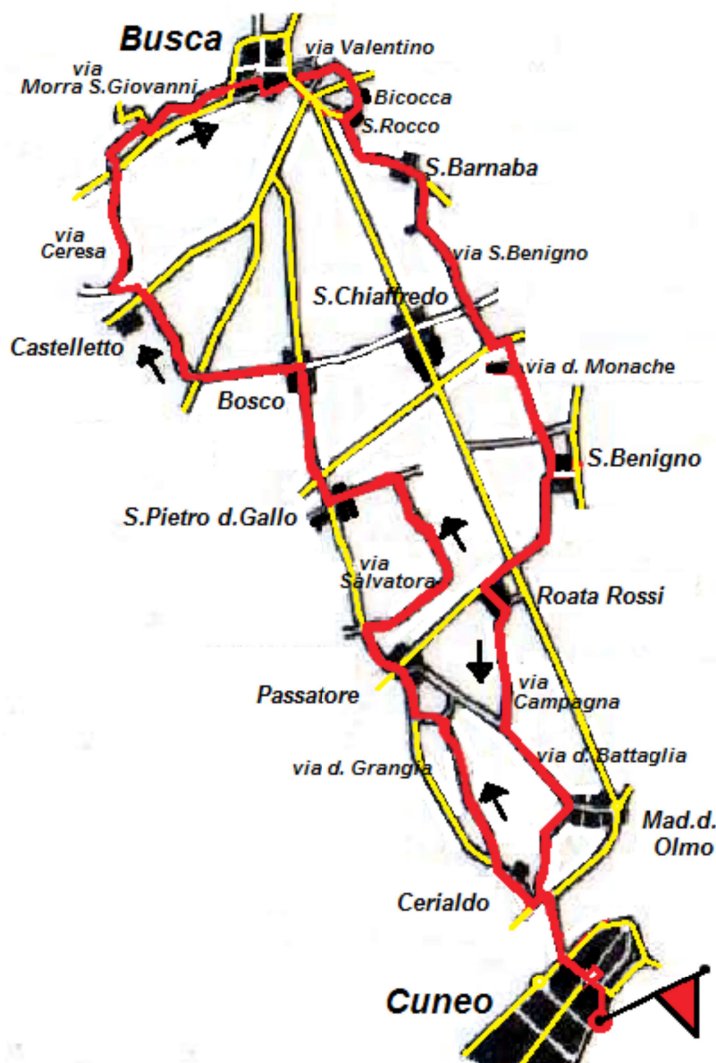 Busca
via Valentino
via
Morra S.Giovanni
Bicocca
S.Rocco
S.Barnaba
via
Ceresa
via S.Benigno
S.Chiaffredo
Castelletto
via d. Monache
Bosco
S.Benigno
S.Pietro d.Gallo
via
Salvatora
Roata Rossi
Passatore
via
Campagna
via d. Battaglia
via d. Grangia
Mad.d.
Olmo
Cerialdo
Cuneo